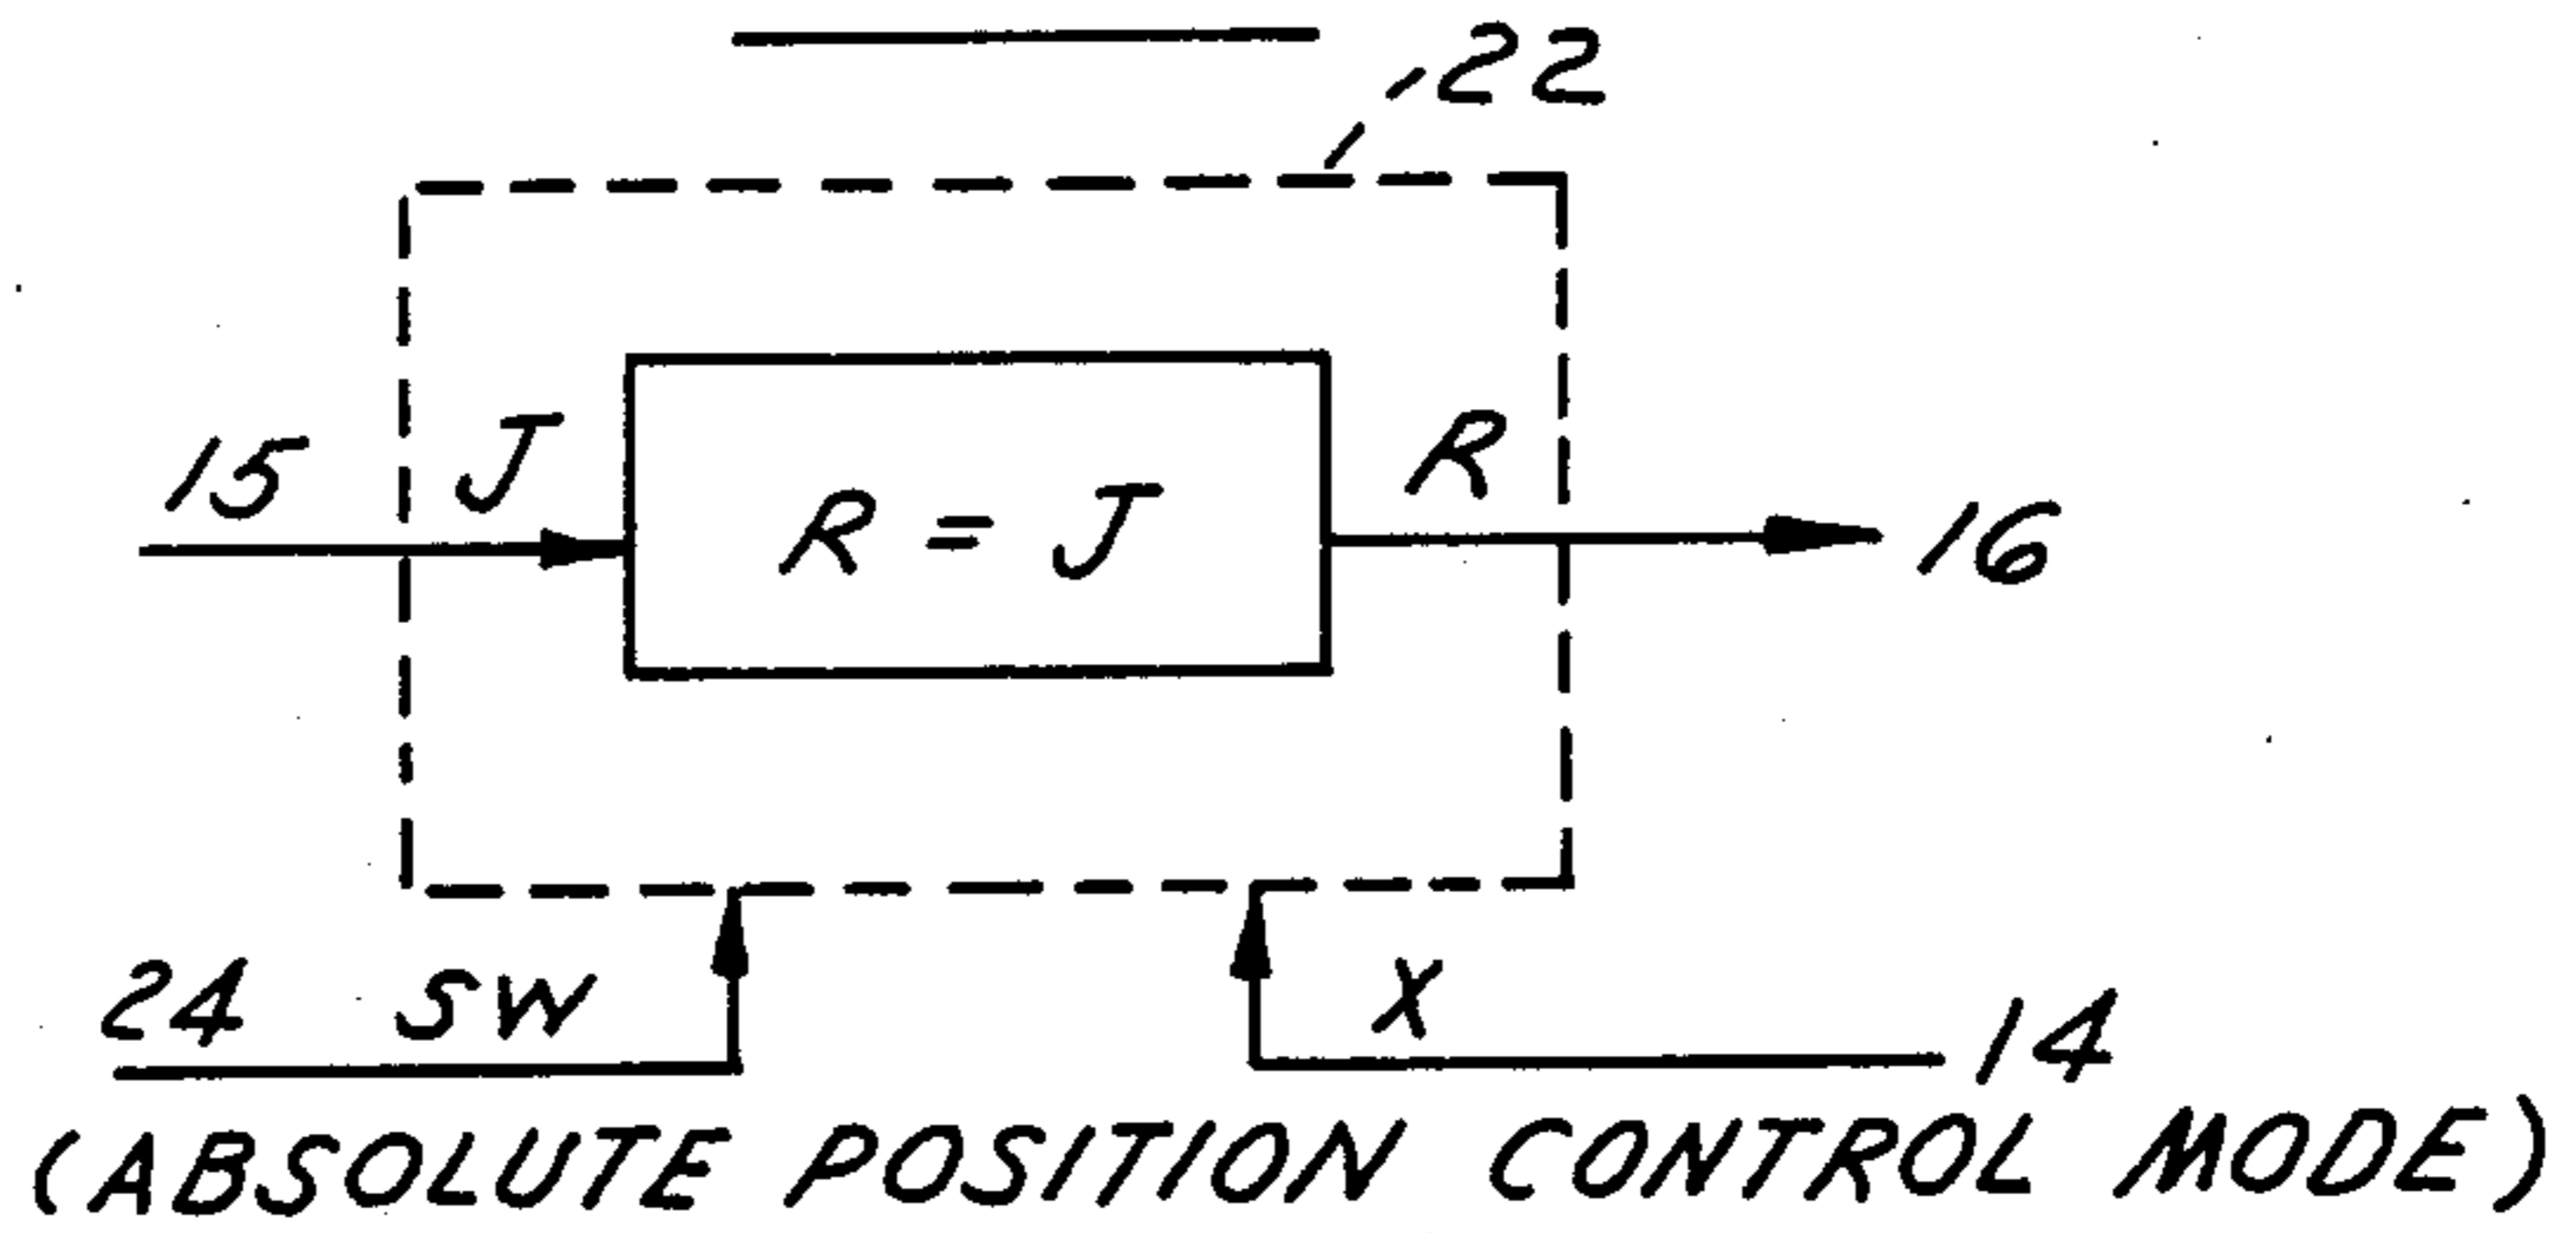 22
15 J R
R = J
16
24 SW X 14
(ABSOLUTE POSITION CONTROL MODE)